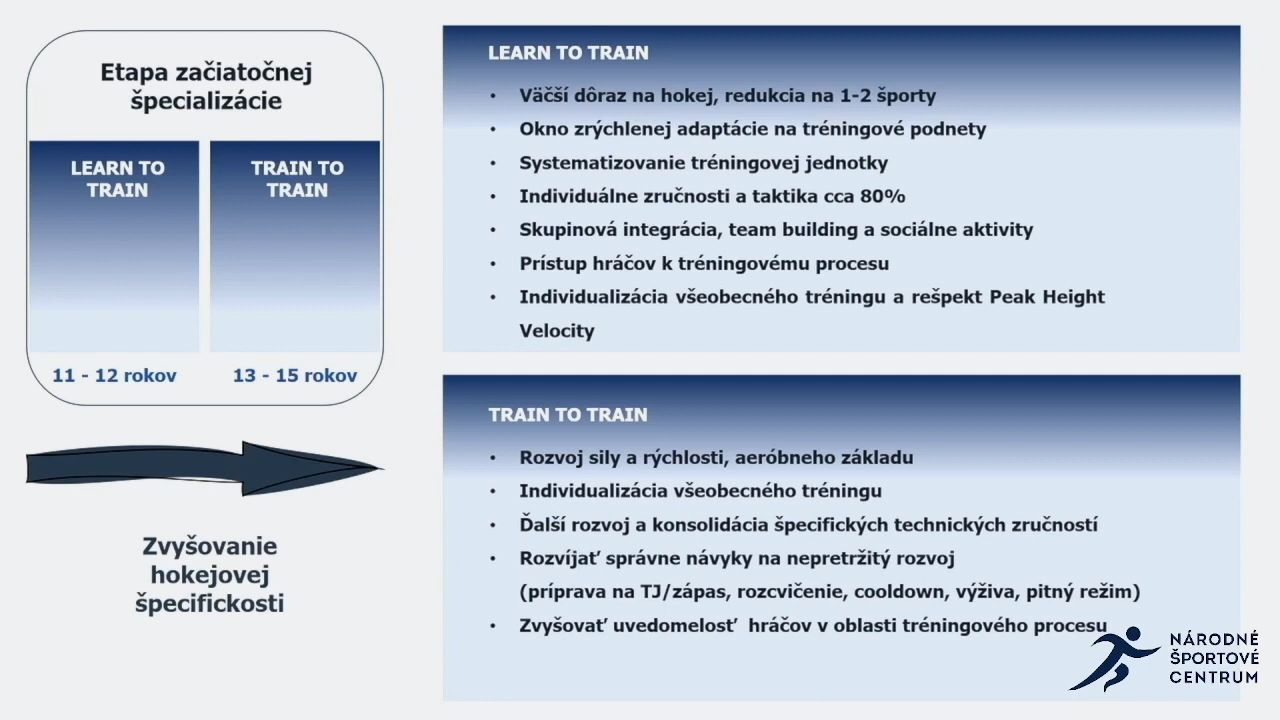 Etapa začiatočnej
špecializácie
LEARN TO
TRAIN
TRAIN TO
TRAIN
11 - 12 rokov
13 - 15 rokov
Zvyšovanie
hokejovej
špecifickosti
LEARN TO TRAIN
• Väčší dôraz na hokej, redukcia na 1-2 športy
• Okno zrýchlenej adaptácie na tréningové podnety
• Systematizovanie tréningovej jednotky
• Individuálne zručnosti a taktika cca 80%
• Skupinová integrácia, team building a sociálne aktivity
• Prístup hráčov k tréningovému procesu
• Individualizácia všeobecného tréningu a rešpekt Peak Height
Velocity
TRAIN TO TRAIN
• Rozvoj sily a rýchlosti, aeróbneho základu
• Individualizácia všeobecného tréningu
• Ďalší rozvoj a konsolidácia špecifických technických zručností
• Rozvíjať správne návyky na nepretržitý rozvoj
(príprava na TJ/zápas, rozcvičenie, cooldown, výživa, pitný režim)
• Zvyšovať uvedomelosť hráčov v oblasti tréningového procesu
NÁRODNÉ
ŠPORTOVÉ
CENTRUM